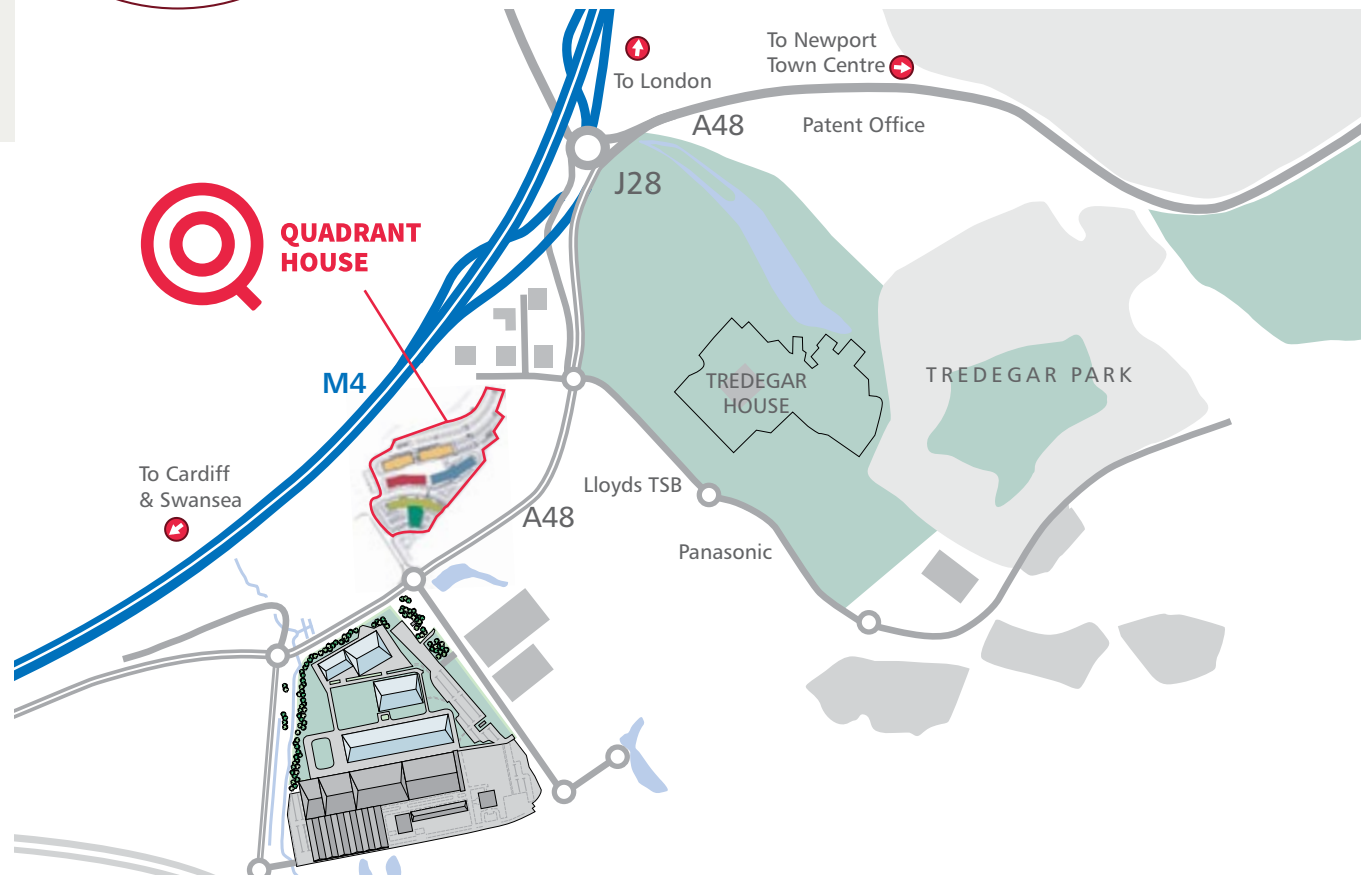 To Newport
Town Centre
To London
A48
Patent Office
J28
QUADRANT
HOUSE
M4
TREDEGAR
HOUSE
TREDEGAR PARK
To Cardiff
& Swansea
Lloyds TSB
A48
Panasonic